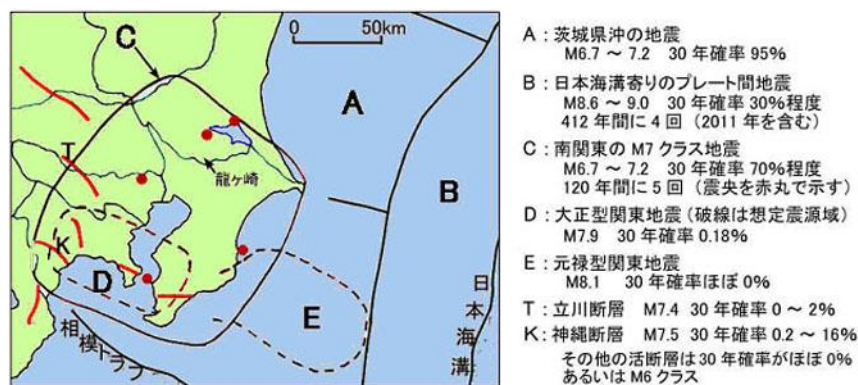 0 50km
C
A
T
龍ヶ崎
B
K
D
E
日本海溝
相模トラフ
A：茨城県沖の地震
M6.7 ～ 7.2 30 年確率 95%
B：日本海溝寄りのプレート間地震
M8.6 ～ 9.0 30 年確率 30%程度
412 年間に 4 回（2011 年を含む）
C：南関東の M7 クラス地震
M6.7 ～ 7.2 30 年確率 70%程度
120 年間に 5 回（震央を赤丸で示す）
D：大正型関東地震（破線は想定震源域）
M7.9 30 年確率 0.18%
E：元禄型関東地震
M8.1 30 年確率ほぼ 0%
T：立川断層 M7.4 30 年確率 0 ～ 2%
K：神縄断層 M7.5 30 年確率 0.2 ～ 16%
その他の活断層は 30 年確率がほぼ 0%
あるいは M6 クラス